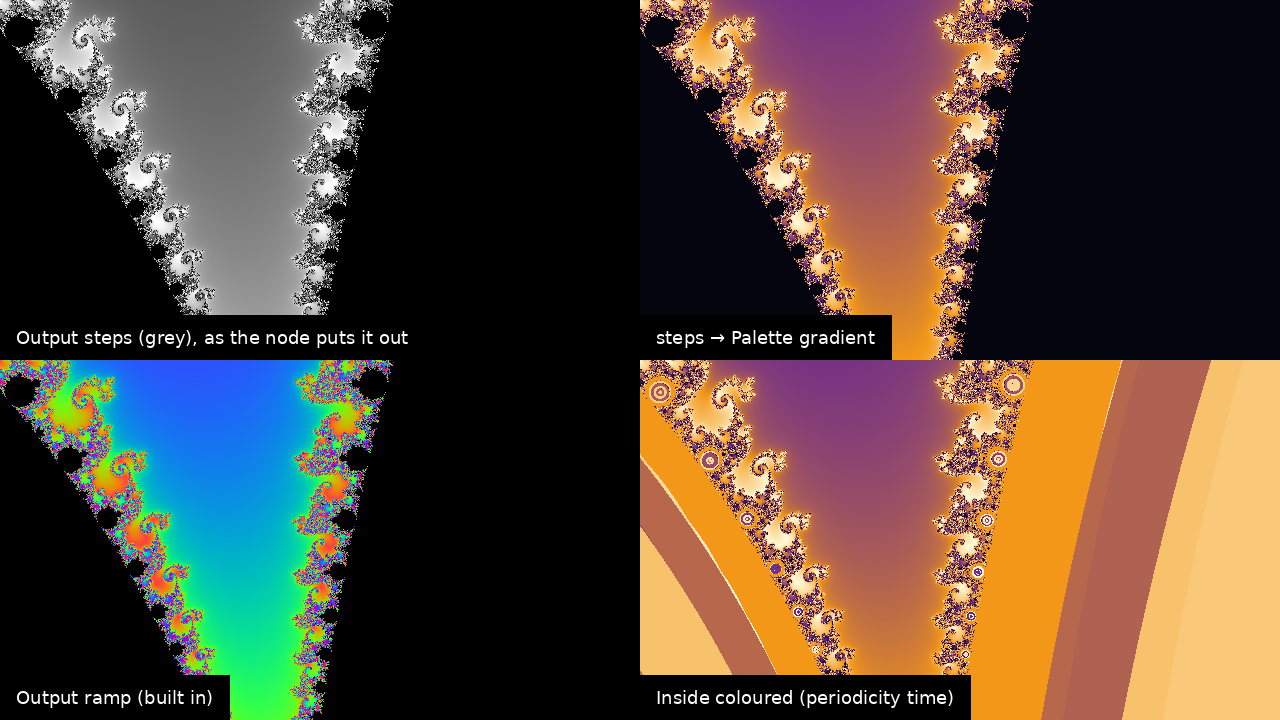 Output steps (grey), as the node puts it out
steps → Palette gradient
Output ramp (built in)
Inside coloured (periodicity time)